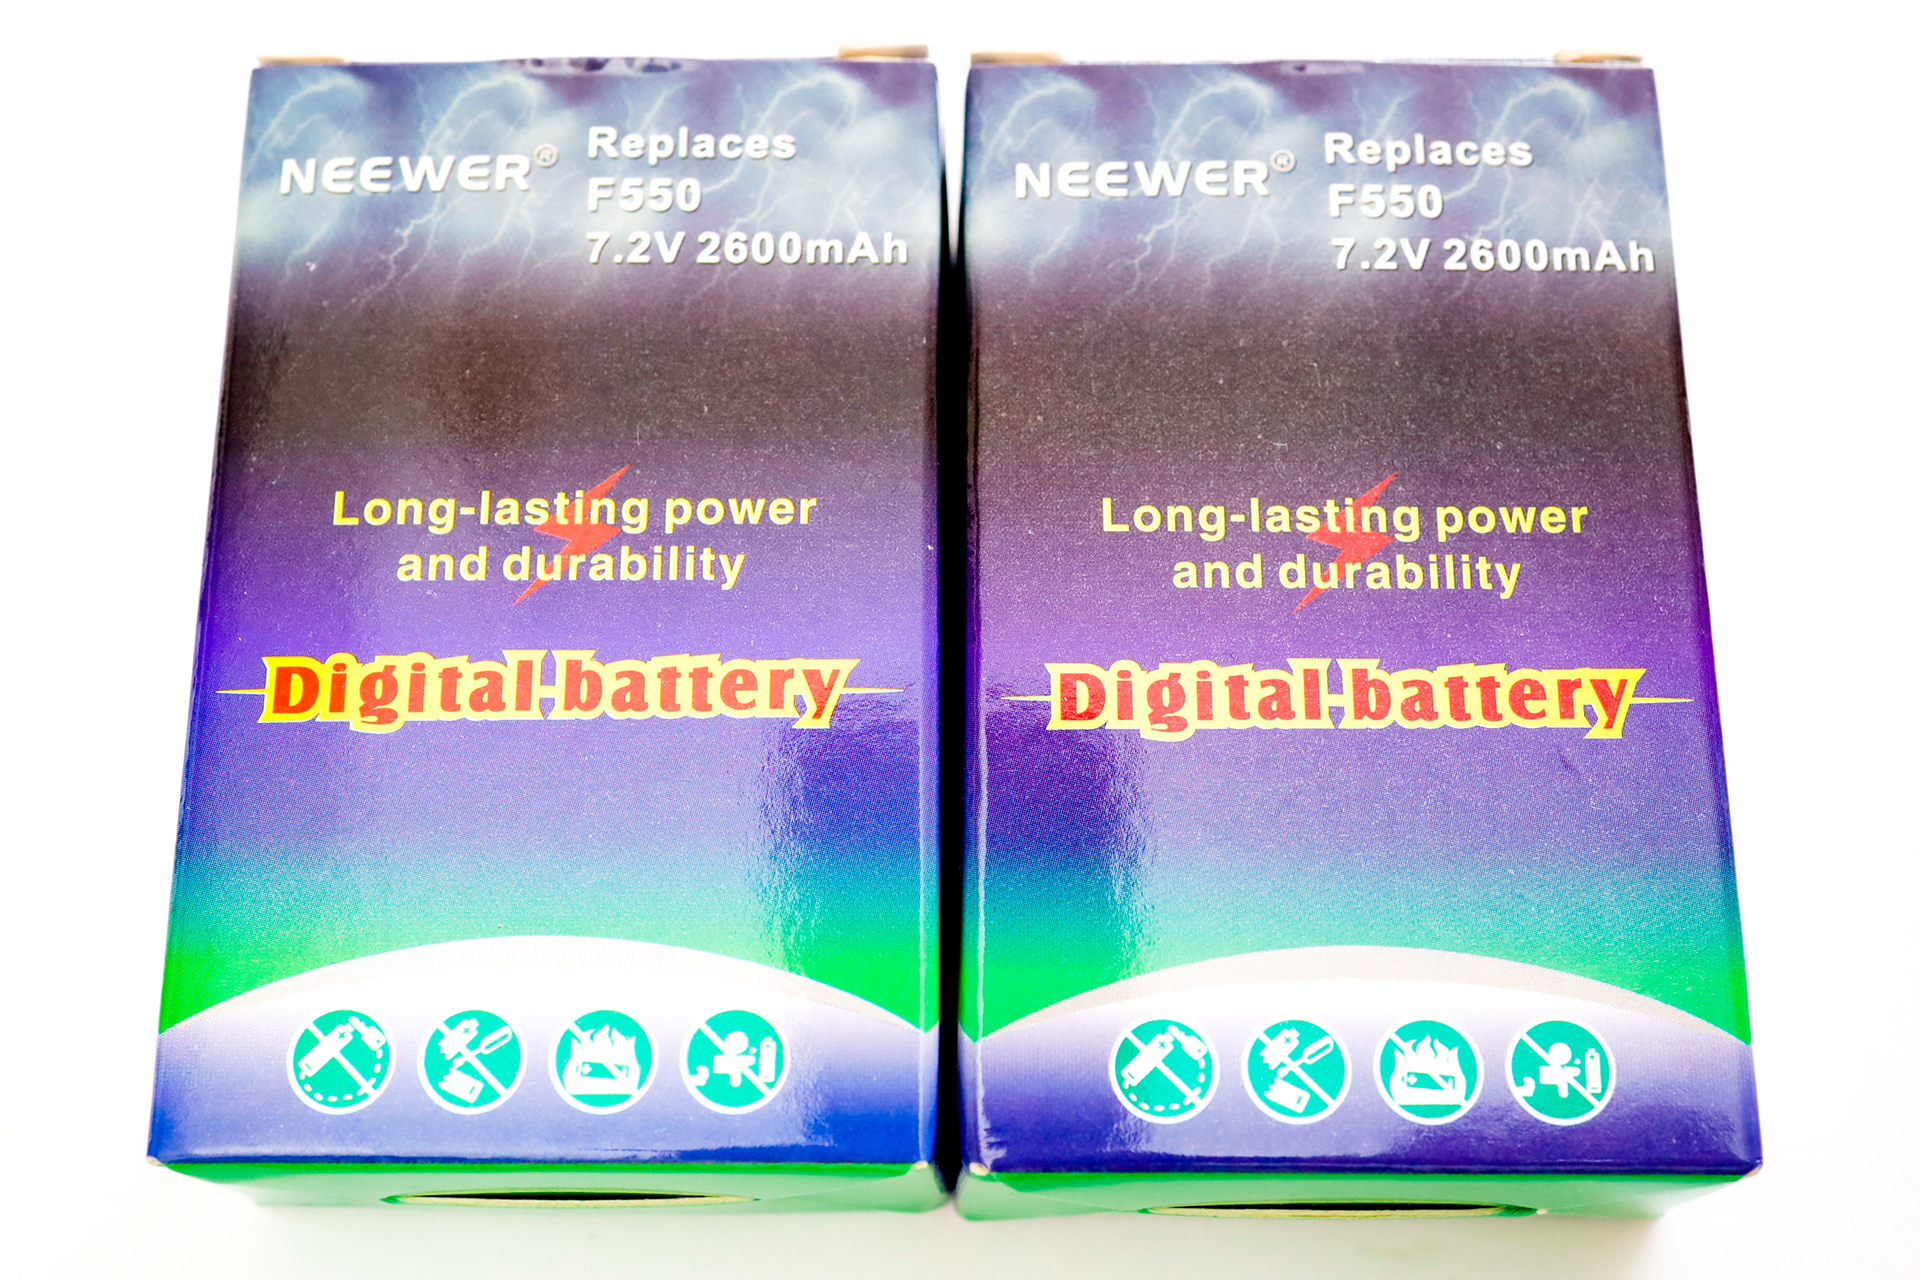 NEEWER®
Replaces
F550
7.2V 2600mAh
Long-lasting power
and durability
Digital battery
NEEWER®
Replaces
F550
7.2V 2600mAh
Long-lasting power
and durability
Digital battery